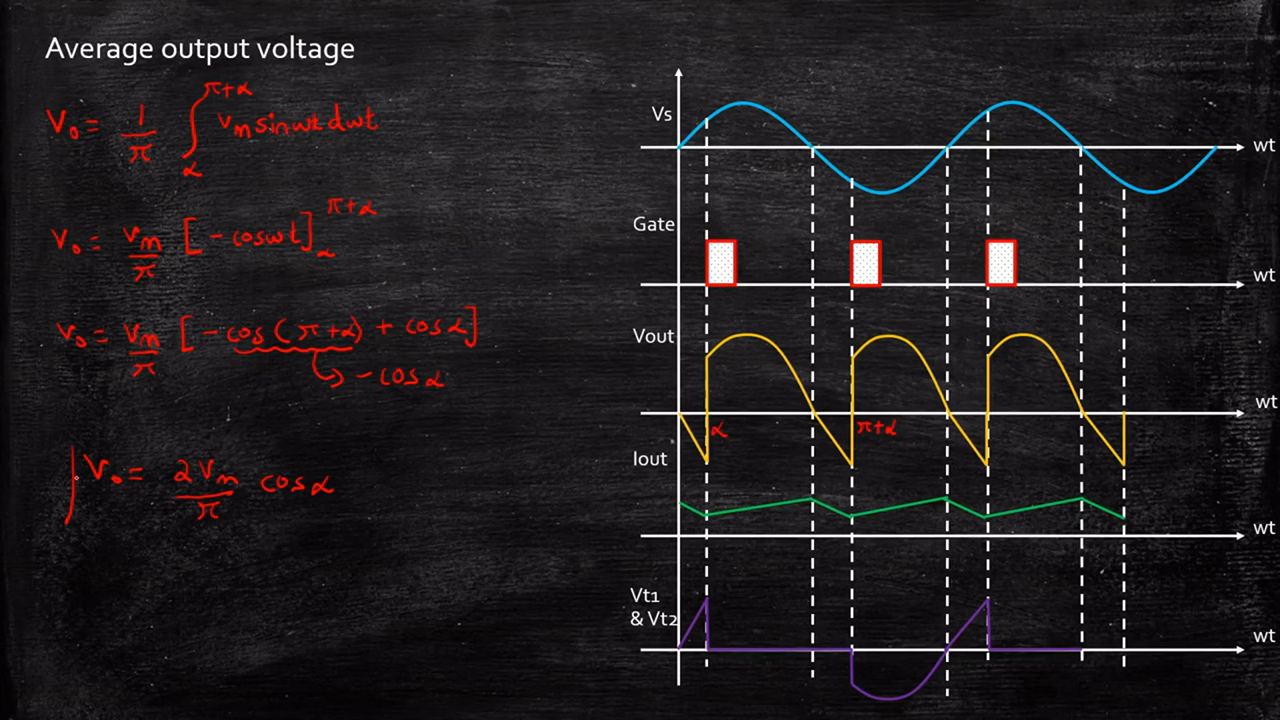 Average output voltage
V₀ = 1/π ∫_α^(π+α) Vm sinωt dωt
V₀ = Vm/π [- cosωt]_α^(π+α)
V₀ = Vm/π [- cos(π+α) + cosα]
→ - cosα
V₀ = 2Vm/π cosα
Vs
wt
Gate
wt
Vout
wt
α
π+α
Iout
wt
Vt1
& Vt2
wt